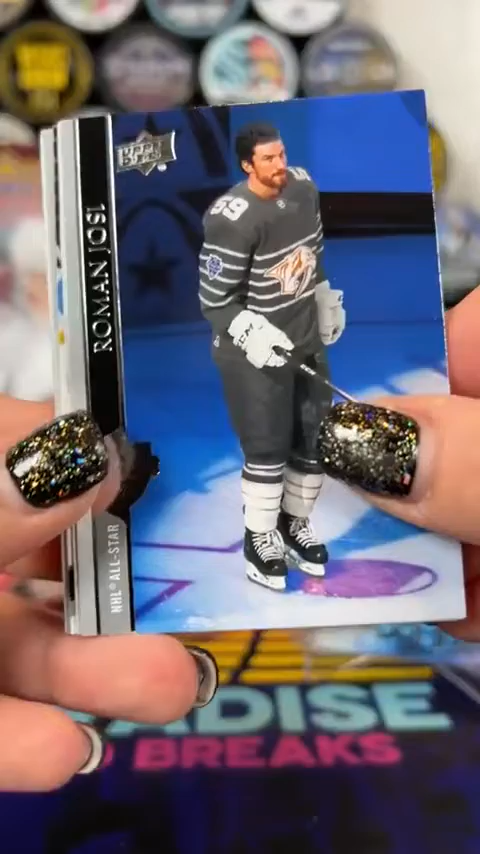 UPPER DECK
59
ROMAN JOSI
CCM
NHL® ALL-STAR
ADISE
BREAKS